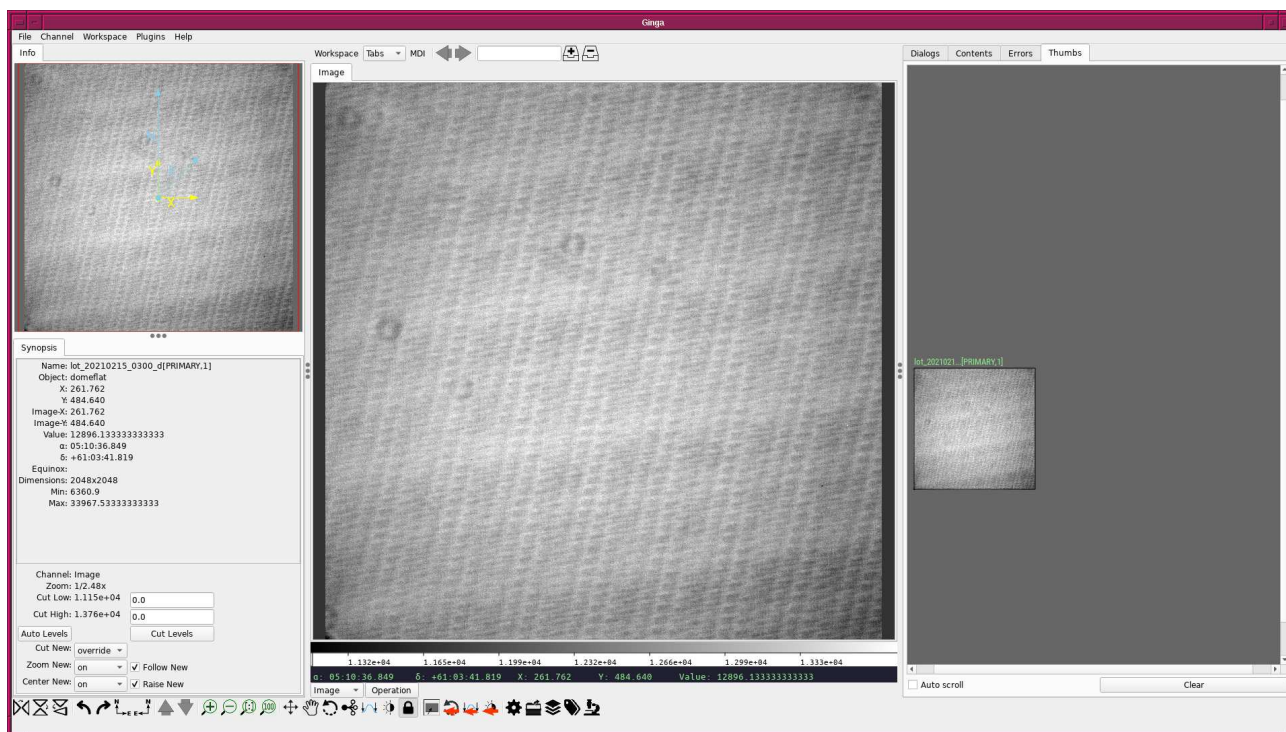 Ginga
File Channel Workspace Plugins Help
Info
Workspace Tabs MDI
Dialogs Contents Errors Thumbs
Image
Y
X
Synopsis
Name: lot_20210215_0300_d[PRIMARY,1]
Object: domeflat
X: 261.762
Y: 484.640
Image-X: 261.762
Image-Y: 484.640
Value: 12896.133333333333
α: 05:10:36.849
δ: +61:03:41.819
Equinox:
Dimensions: 2048x2048
Min: 6360.9
Max: 33967.53333333333
lot_2021021...[PRIMARY,1]
Channel: Image
Zoom: 1/2.48x
Cut Low: 1.115e+04 0.0
Cut High: 1.376e+04 0.0
Auto Levels Cut Levels
Cut New: override
Zoom New: on Follow New
Center New: on Raise New
1.132e+04 1.165e+04 1.199e+04 1.232e+04 1.266e+04 1.299e+04 1.333e+04
α: 05:10:36.849 δ: +61:03:41.819 X: 261.762 Y: 484.640 Value: 12896.133333333333
Image Operation
Auto scroll Clear